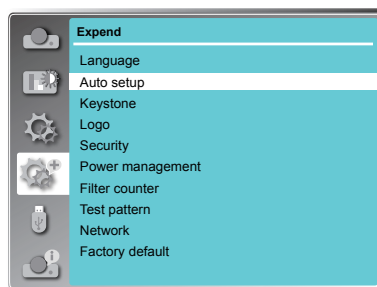 Expend
Language
Auto setup
Keystone
Logo
Security
Power management
Filter counter
Test pattern
Network
Factory default